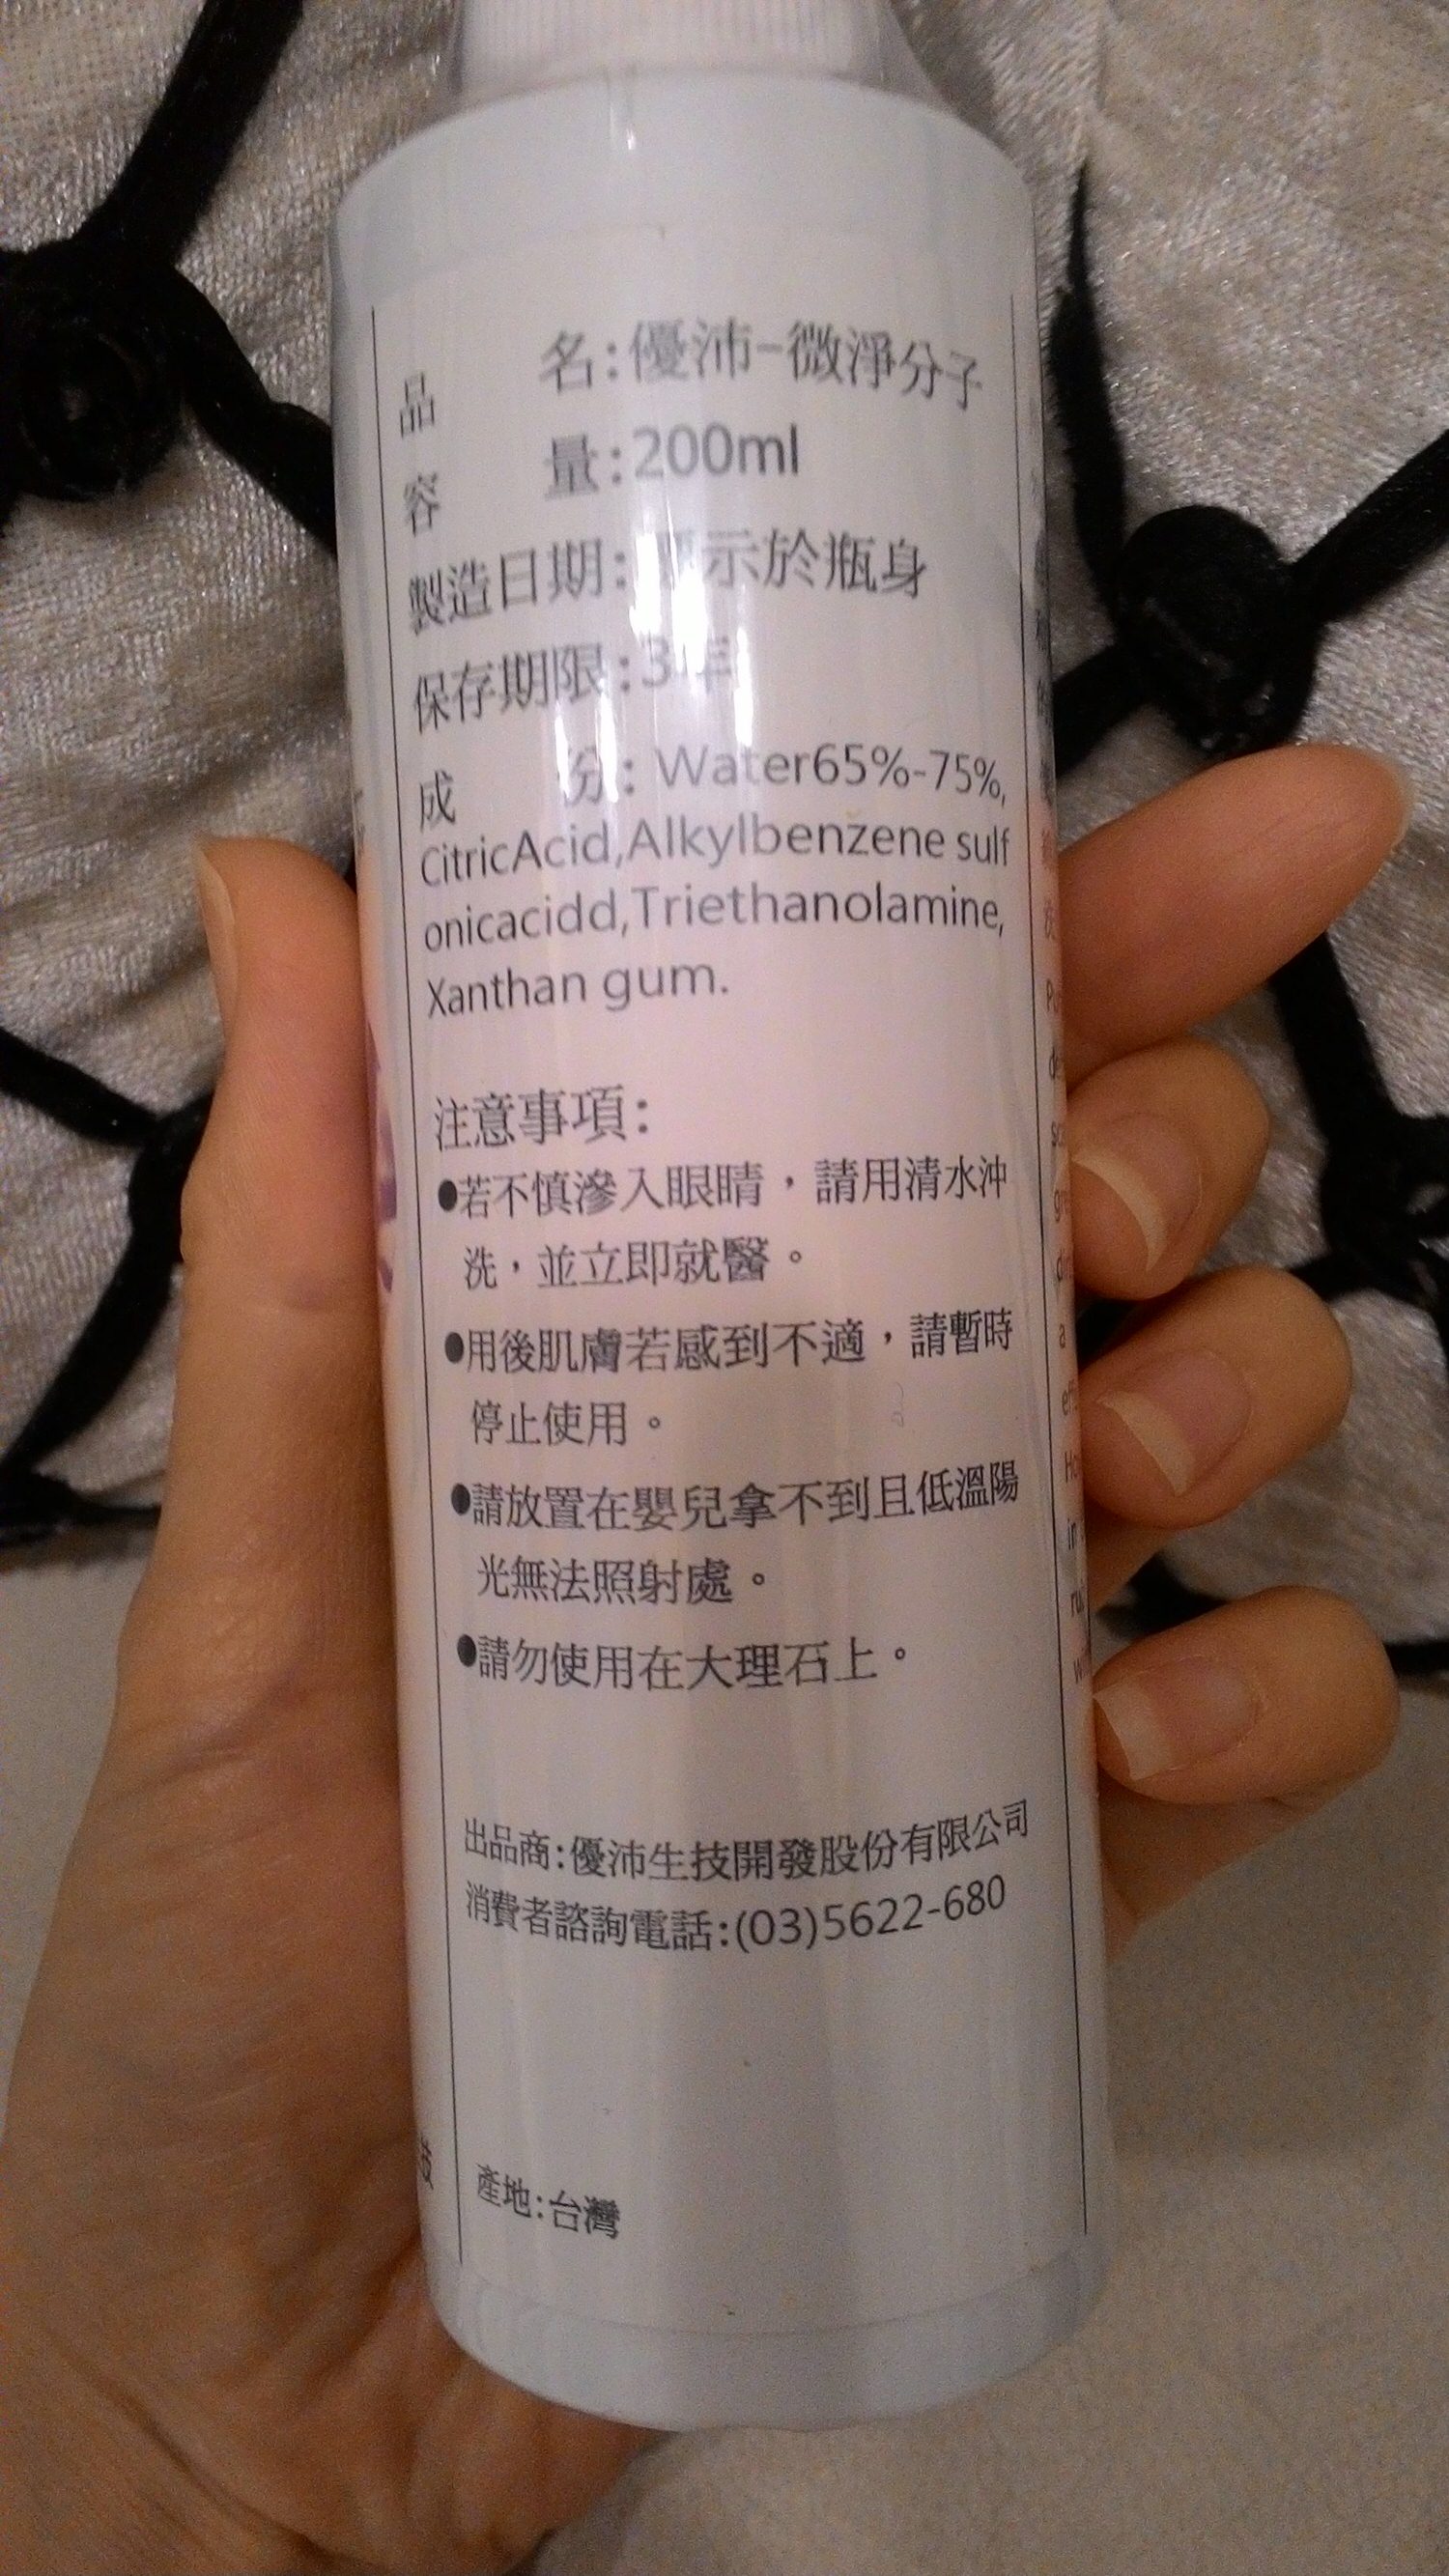 品名:優沛-微淨分子
容量:200ml
製造日期:示於瓶身
保存期限:3年
成份: Water65%-75%,
CitricAcid,Alkylbenzene sulf
onicacidd,Triethanolamine,
Xanthan gum.
注意事項:
●若不慎滲入眼睛，請用清水沖
洗，並立即就醫。
●用後肌膚若感到不適，請暫時
停止使用。
●請放置在嬰兒拿不到且低溫陽
光無法照射處。
●請勿使用在大理石上。
出品商:優沛生技開發股份有限公司
消費者諮詢電話:(03)5622-680
產地:台灣